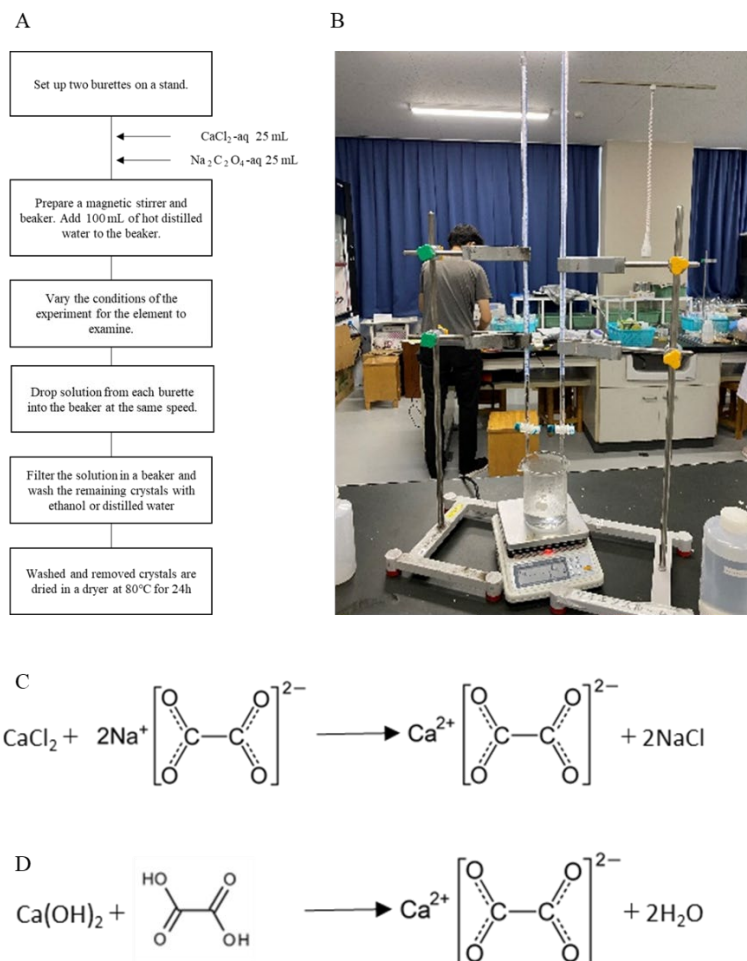 A
B
Set up two burettes on a stand.
CaCl₂-aq 25 mL
Na₂C₂O₄-aq 25 mL
Prepare a magnetic stirrer and
beaker. Add 100 mL of hot distilled
water to the beaker.
Vary the conditions of the
experiment for the element to
examine.
Drop solution from each burette
into the beaker at the same speed.
Filter the solution in a beaker and
wash the remaining crystals with
ethanol or distilled water
Washed and removed crystals are
dried in a dryer at 80℃ for 24h
C
CaCl₂ + 2Na⁺ [O O C — C O O]²⁻ → Ca²⁺ [O O C — C O O]²⁻ + 2NaCl
D
Ca(OH)₂ + HO O O OH → Ca²⁺ [O O C — C O O]²⁻ + 2H₂O